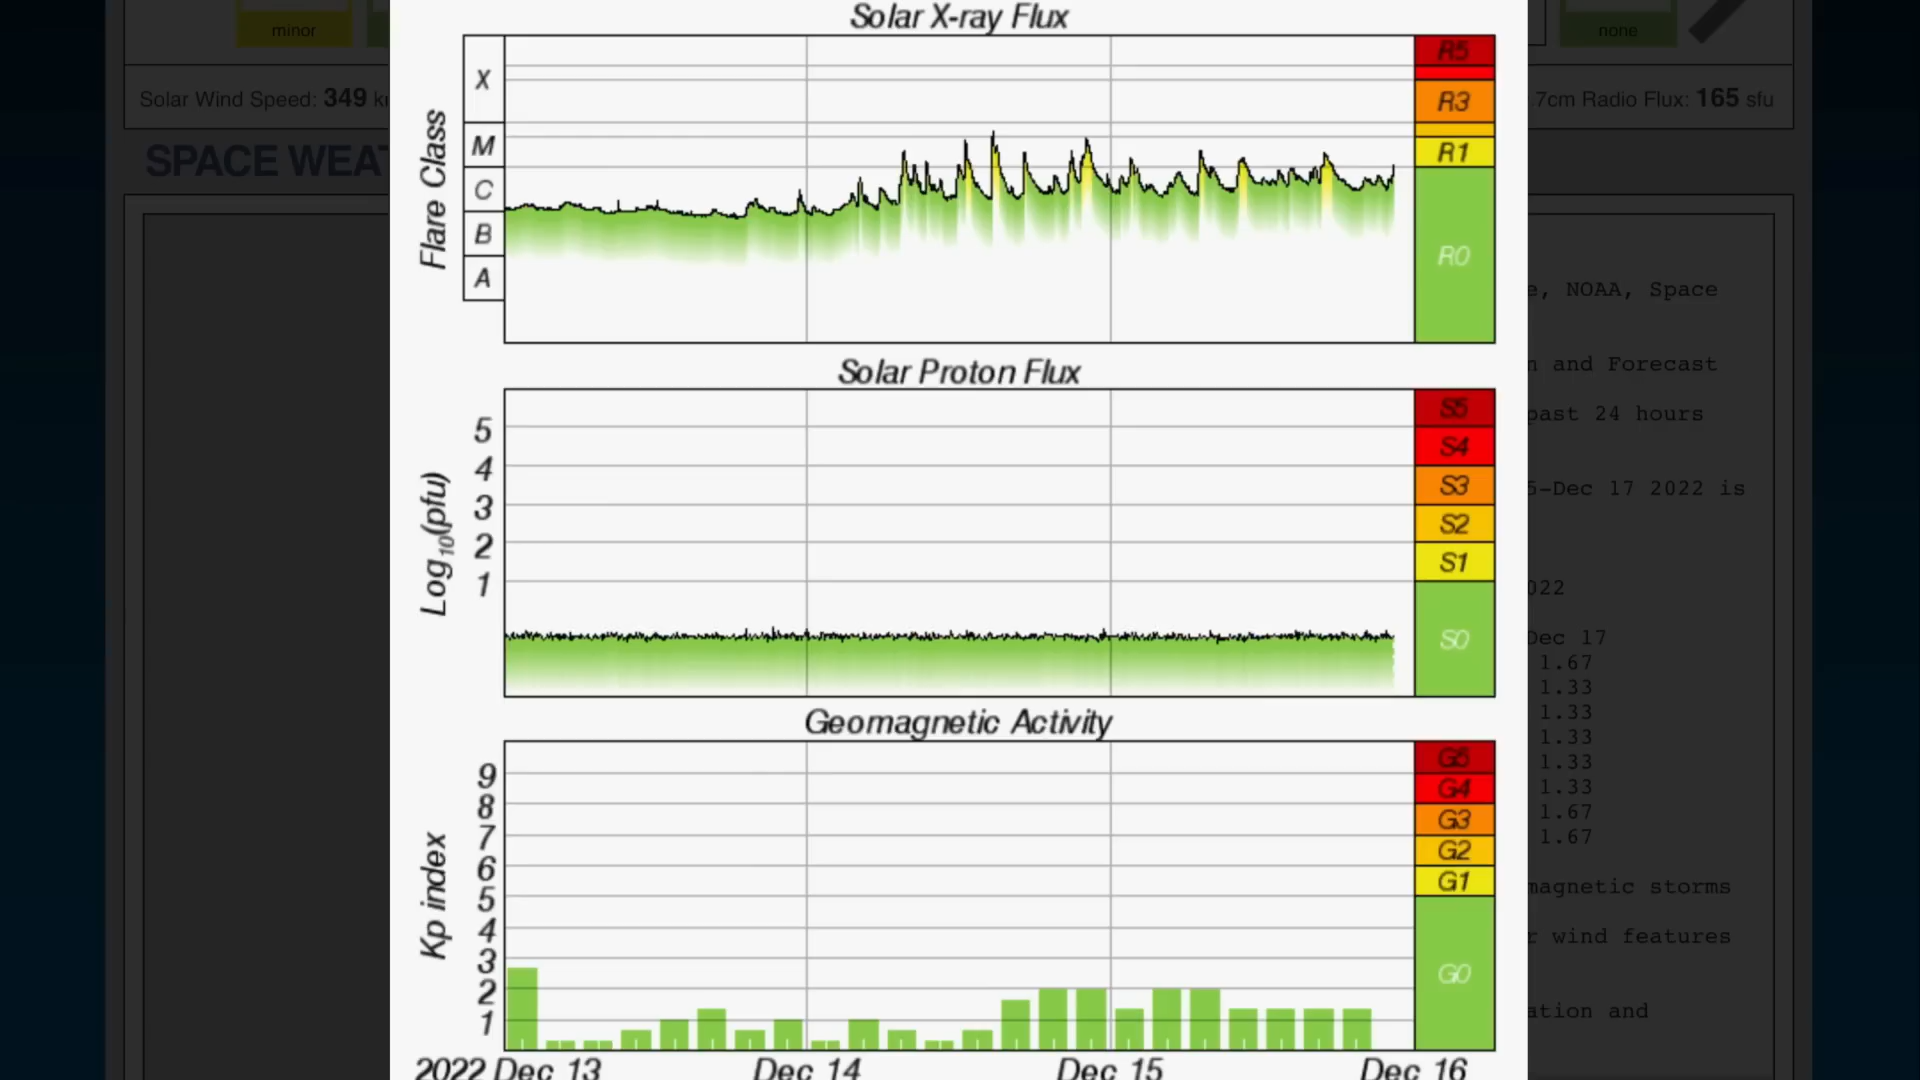 Solar X-ray Flux
minor
none
R5
X
Solar Wind Speed: 349
R3
7cm Radio Flux: 165 sfu
Flare Class
M
R1
SPACE
C
B
R0
A
e, NOAA, Space
Solar Proton Flux
and Forecast
S5
past 24 hours
5
S4
4
S3
5-Dec 17 2022 is
Log10(pfu)
3
S2
2
S1
1
022
Dec 17
S0
1.67
1.33
1.33
1.33
1.33
1.33
1.67
1.67
Geomagnetic Activity
G5
9
G4
8
G3
7
G2
6
G1
magnetic storms
Kp index
5
4
r wind features
3
G0
2
ation and
1
2022 Dec 13 Dec 14 Dec 15 Dec 16